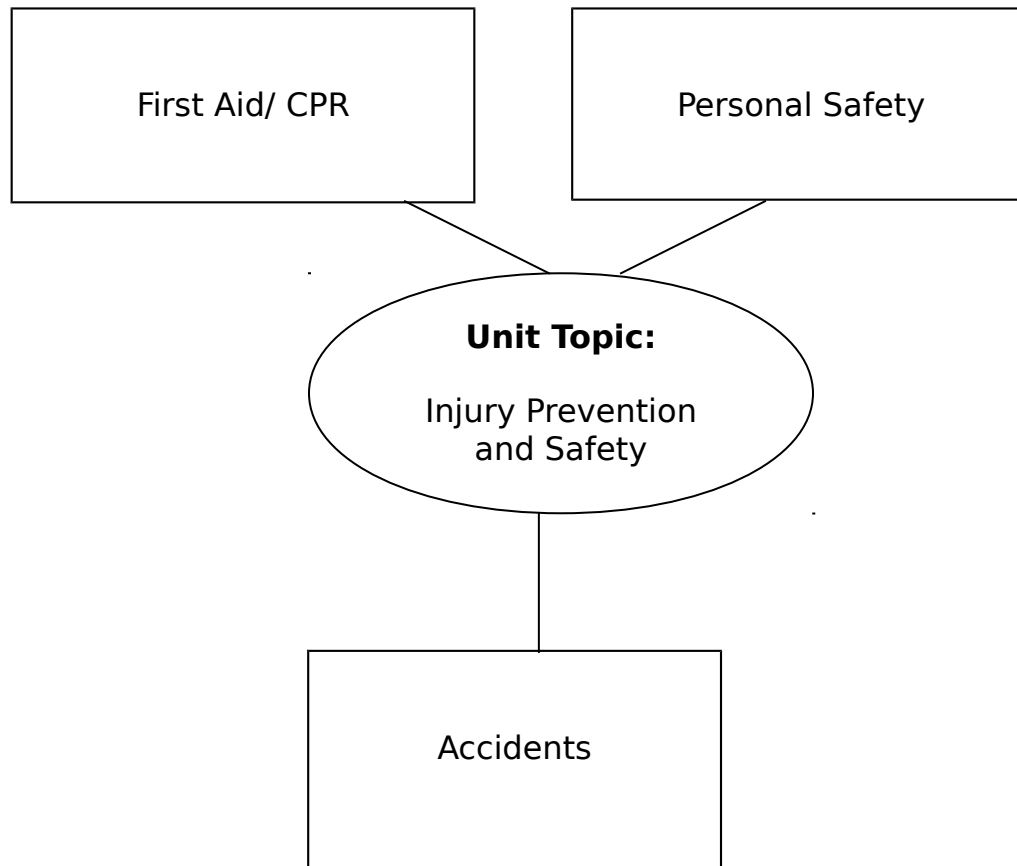 First Aid/ CPR
Personal Safety
Unit Topic:
Injury Prevention
and Safety
Accidents